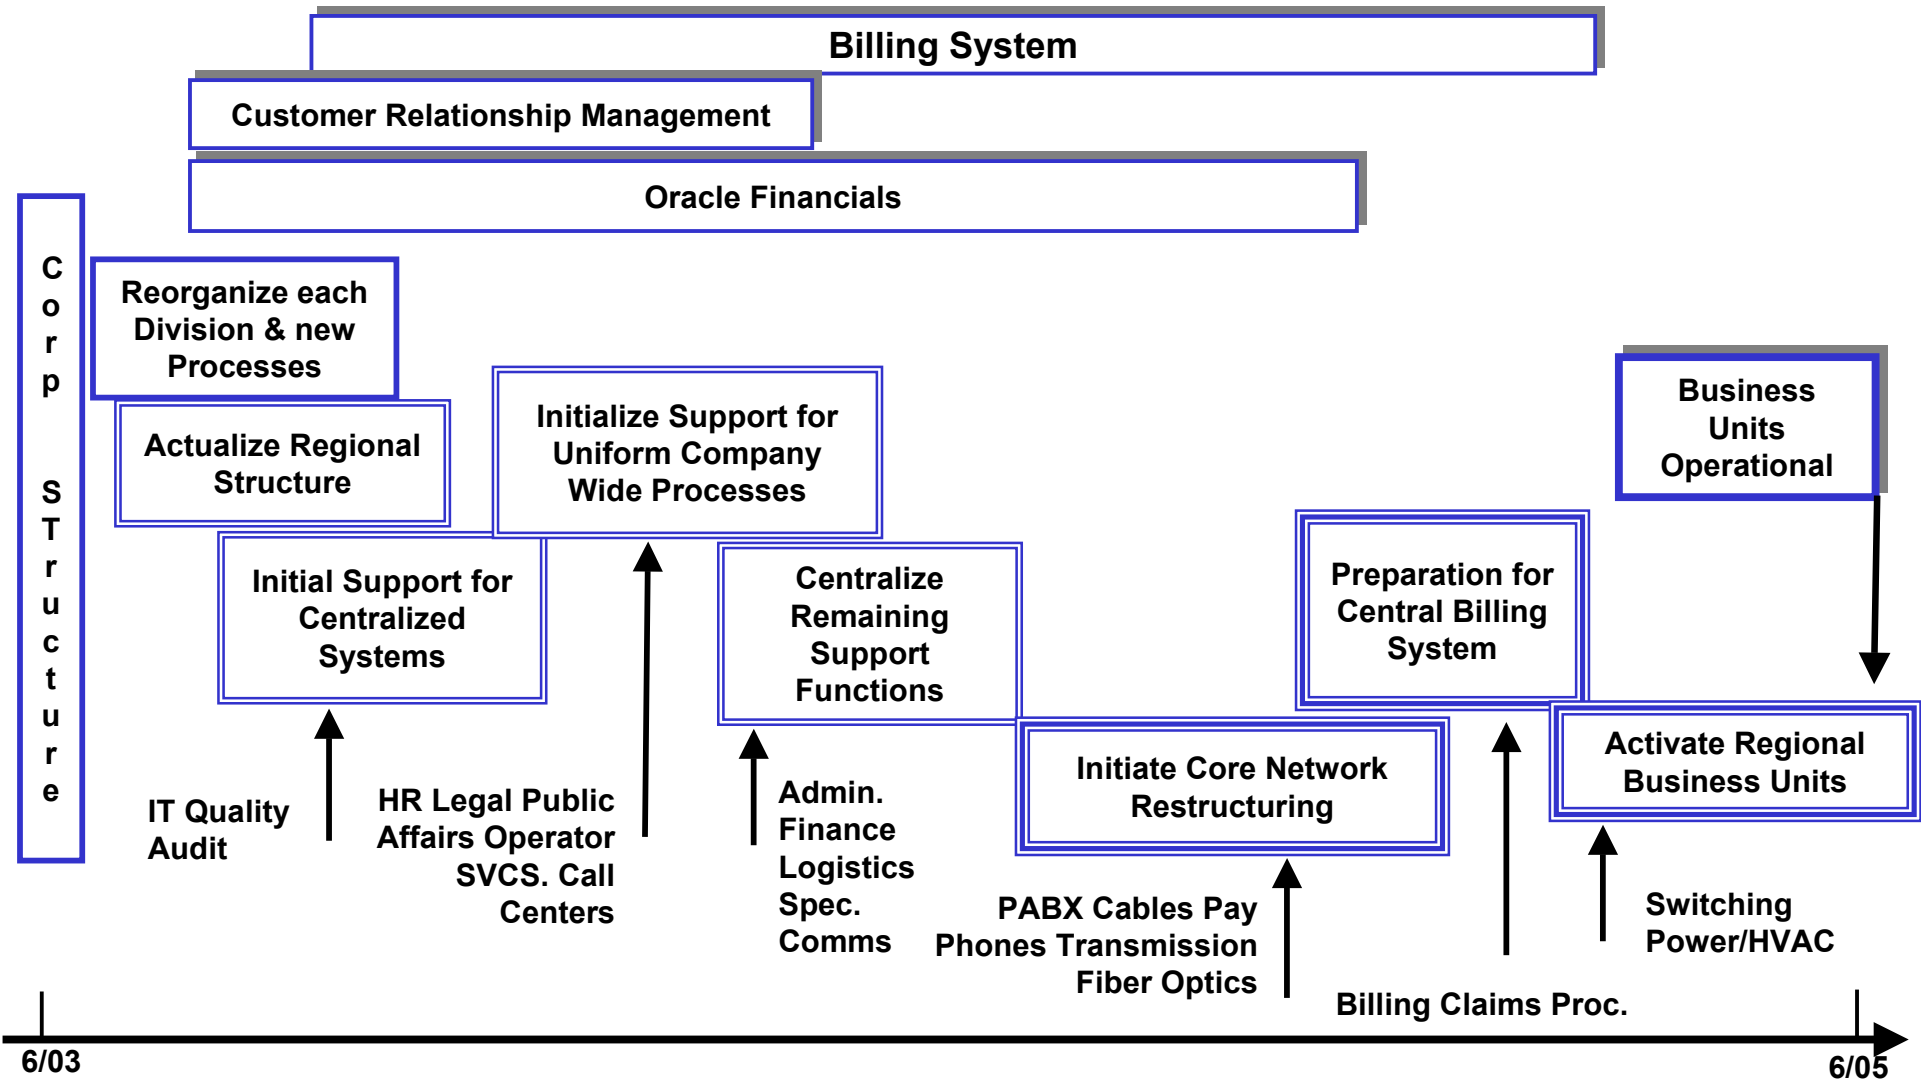 Billing System
Customer Relationship Management
Oracle Financials
C
o
r
p
S
T
r
u
c
t
u
r
e
Reorganize each
Division & new
Processes
Actualize Regional
Structure
Initial Support for
Centralized
Systems
Initialize Support for
Uniform Company
Wide Processes
Centralize
Remaining
Support
Functions
Initiate Core Network
Restructuring
Preparation for
Central Billing
System
Business
Units
Operational
Activate Regional
Business Units
IT Quality
Audit
HR Legal Public
Affairs Operator
SVCS. Call
Centers
Admin.
Finance
Logistics
Spec.
Comms
PABX Cables Pay
Phones Transmission
Fiber Optics
Billing Claims Proc.
Switching
Power/HVAC
6/03
6/05